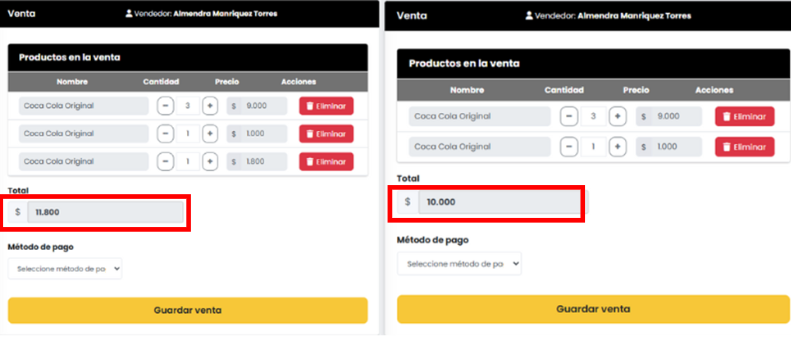 Venta
Vendedor: Almendra Manriquez Torres
Productos en la venta
Nombre Cantidad Precio Acciones
Coca Cola Original - 3 + $ 9.000 Eliminar
Coca Cola Original - 1 + $ 1.000 Eliminar
Coca Cola Original - 1 + $ 1.800 Eliminar
Total
$ 11.800
Método de pago
Seleccione método de pa
Guardar venta
Venta
Vendedor: Almendra Manriquez Torres
Productos en la venta
Nombre Cantidad Precio Acciones
Coca Cola Original - 3 + $ 9.000 Eliminar
Coca Cola Original - 1 + $ 1.000 Eliminar
Total
$ 10.000
Método de pago
Seleccione método de pa
Guardar venta